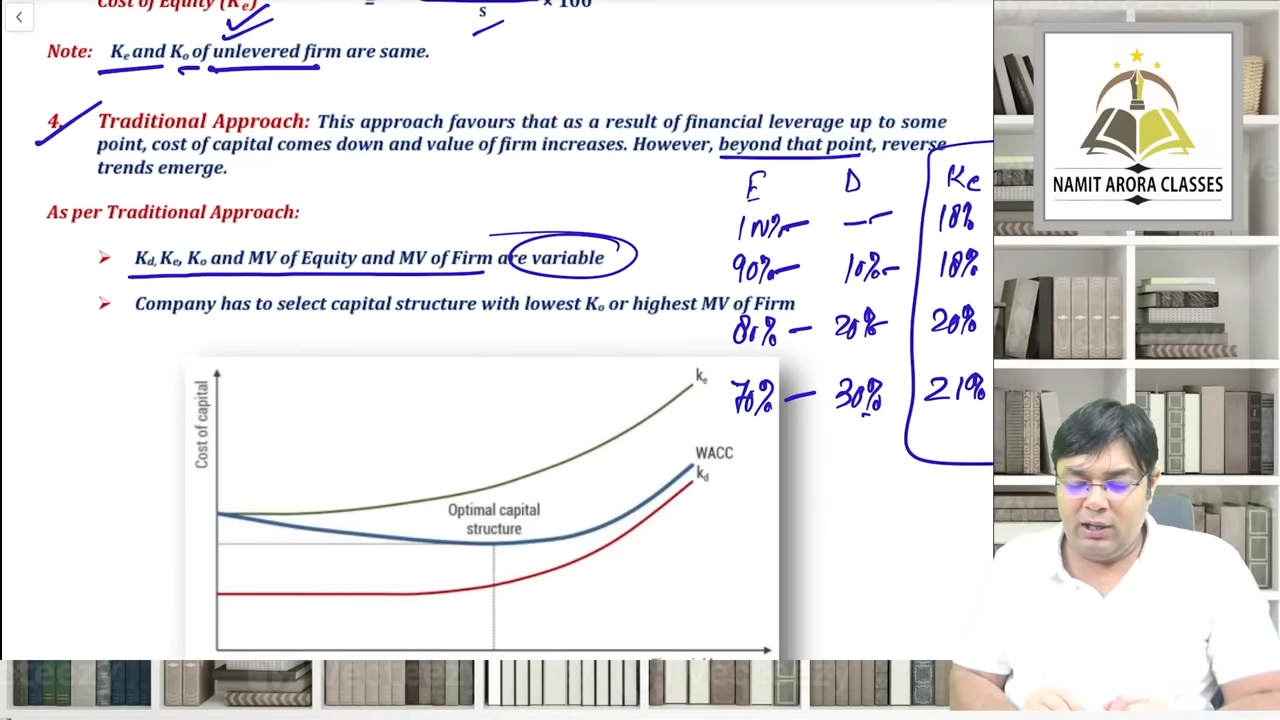 Cost of Equity (Ke) = s × 100
Note: Ke and Ko of unlevered firm are same.
4. Traditional Approach: This approach favours that as a result of financial leverage up to some
point, cost of capital comes down and value of firm increases. However, beyond that point, reverse
trends emerge.
As per Traditional Approach:
Kd, Ke, Ko and MV of Equity and MV of Firm are variable
Company has to select capital structure with lowest Ko or highest MV of Firm
E D Ke
100% – – 18%
90% – 10% – 18%
80% – 20% – 20%
70% – 30% 21%
Cost of capital
ke
WACC
kd
Optimal capital
structure
NAMIT ARORA CLASSES